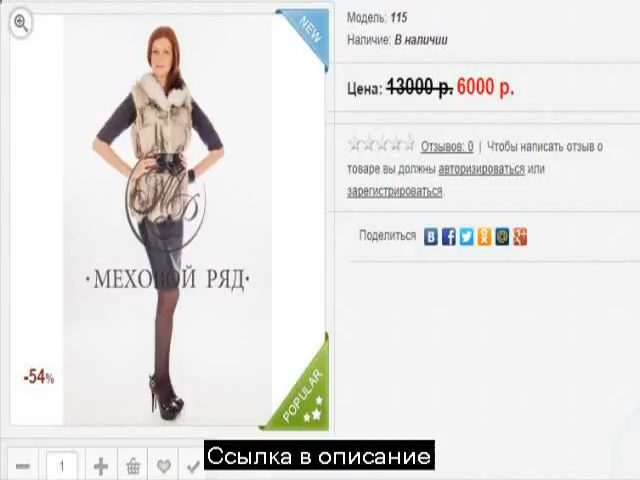 NEW
Модель: 115
Наличие: В наличии
Цена: 13000 р. 6000 р.
Отзывов: 0 | Чтобы написать отзыв о
товаре вы должны авторизироваться или
зарегистрироваться.
Поделиться
·МЕХОВОЙ РЯД·
-54%
POPULAR
1
Ссылка в описание